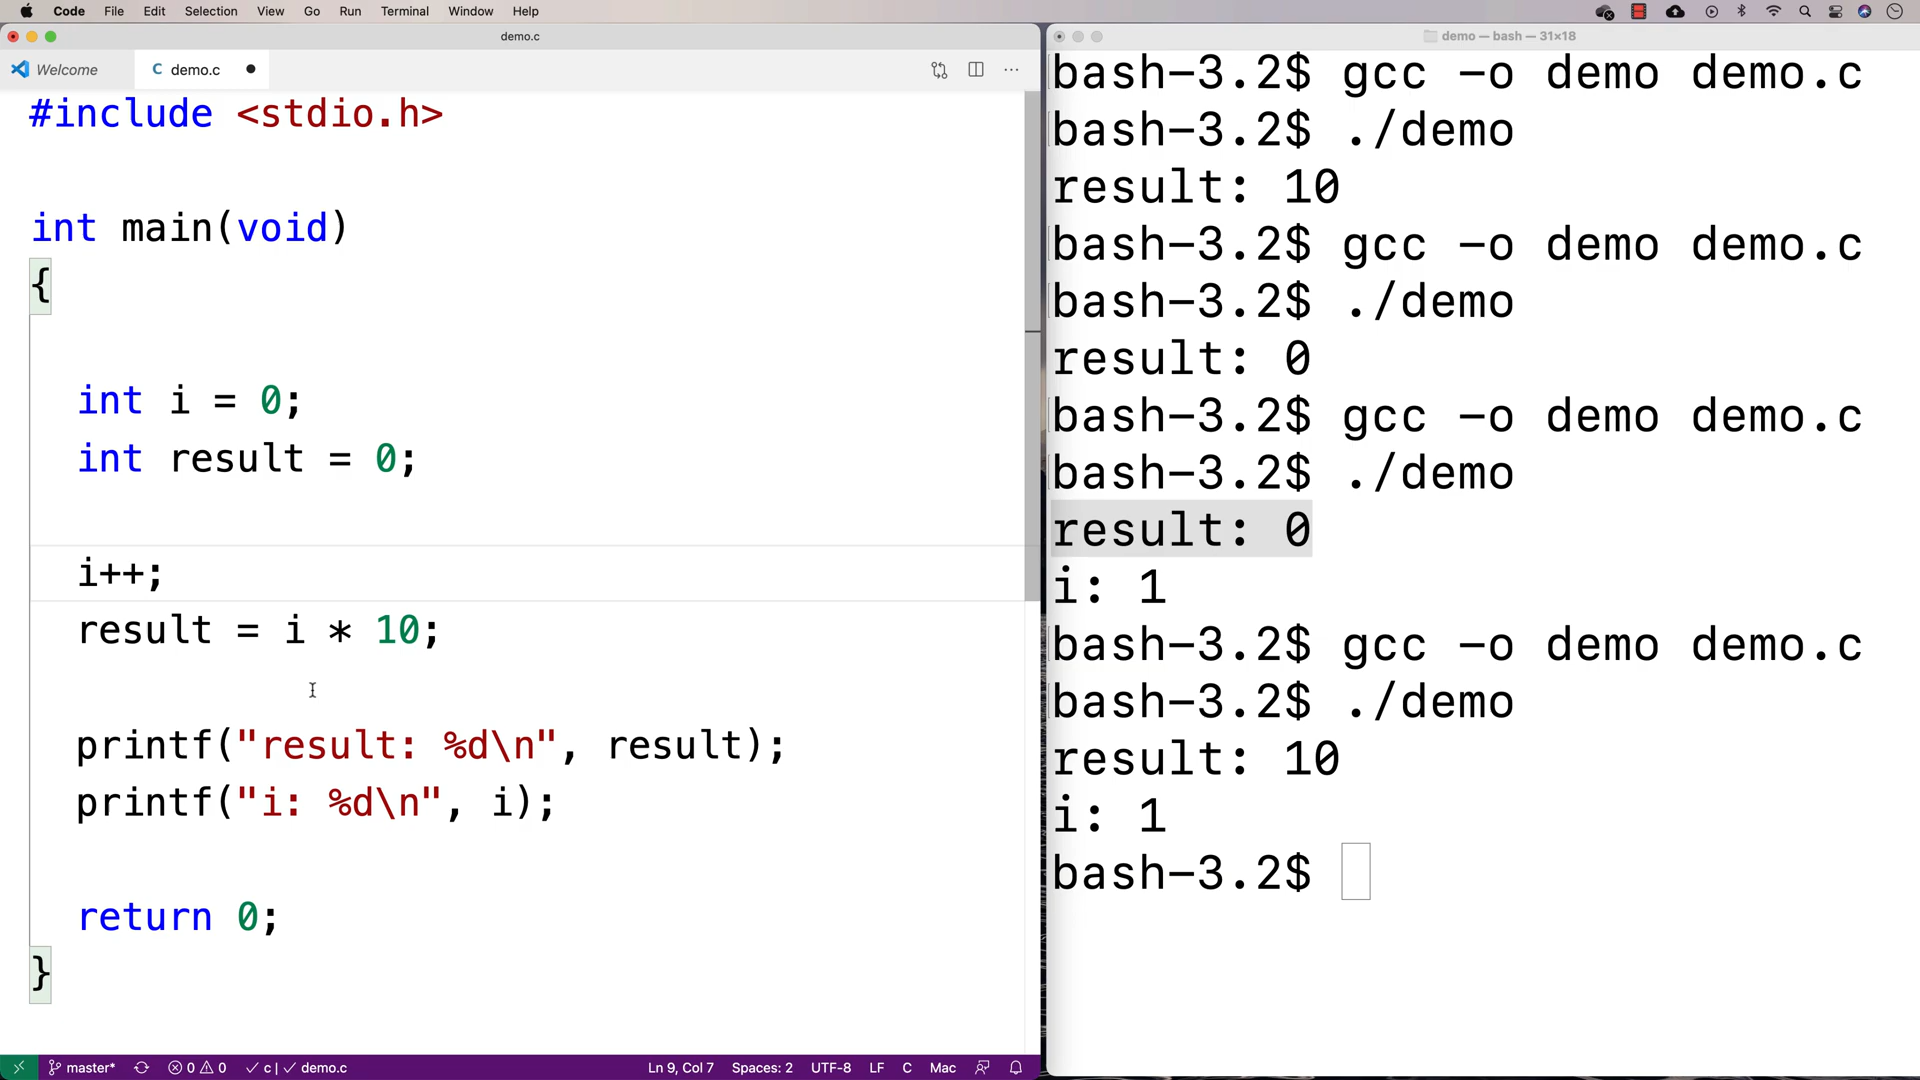 Code File Edit Selection View Go Run Terminal Window Help
demo.c
Welcome
C demo.c
#include <stdio.h>
int main(void)
{
int i = 0;
int result = 0;
i++;
result = i * 10;
printf("result: %d\n", result);
printf("i: %d\n", i);
return 0;
}
master* 0 0 c | demo.c Ln 9, Col 7 Spaces: 2 UTF-8 LF C Mac
demo — bash — 31×18
bash-3.2$ gcc -o demo demo.c
bash-3.2$ ./demo
result: 10
bash-3.2$ gcc -o demo demo.c
bash-3.2$ ./demo
result: 0
bash-3.2$ gcc -o demo demo.c
bash-3.2$ ./demo
result: 0
i: 1
bash-3.2$ gcc -o demo demo.c
bash-3.2$ ./demo
result: 10
i: 1
bash-3.2$